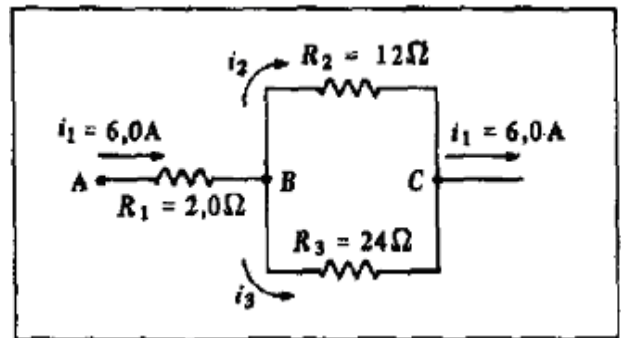 i₂
R₂ = 12Ω
i₁ = 6,0A
i₁ = 6,0A
A
B
C
R₁ = 2,0Ω
R₃ = 24Ω
i₃